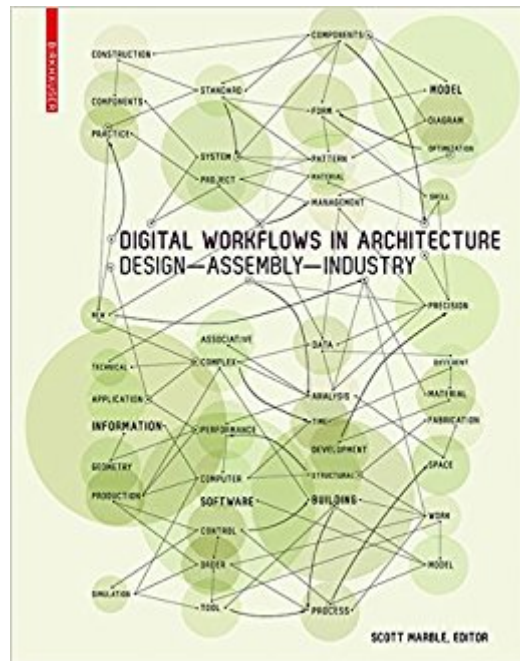 BIRKHÄUSER
COMPONENTS
CONSTRUCTION
STANDARD
MODEL
COMPONENTS
FORM
DIAGRAM
PRACTICE
OPTIMIZATION
SYSTEM
PATTERN
MATERIAL
PROJECT
SHELL
MANAGEMENT
DIGITAL WORKFLOWS IN ARCHITECTURE
DESIGN—ASSEMBLY—INDUSTRY
PRECISION
NEW
ASSOCIATIVE
DATA
TECHNICAL
COMPLEX
DIFFERENT
APPLICATION
ANALYSIS
MATERIAL
TIME
FABRICATION
INFORMATION
PERFORMANCE
DEVELOPMENT
GEOMETRY
SPACE
COMPUTER
STRUCTURAL
PRODUCTION
SOFTWARE
BUILDING
WORK
CONTROL
ORDER
MODEL
SIMULATION
TOOL
PROCESS
SCOTT MARBLE, EDITOR